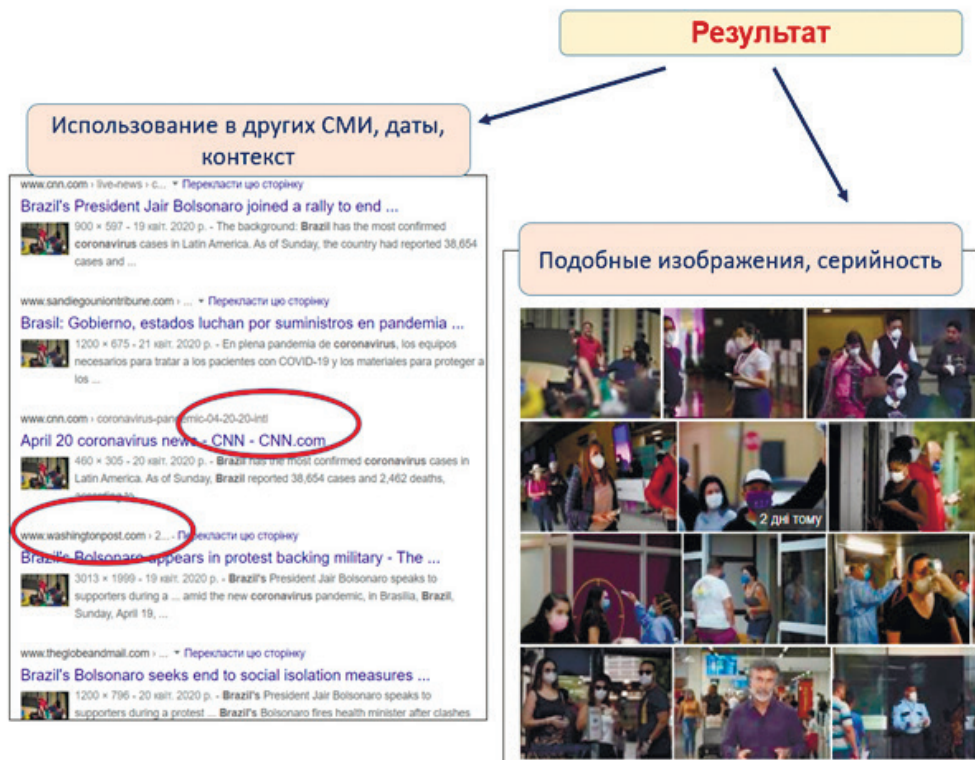 Результат
Использование в других СМИ, даты,
контекст
www.cnn.com › live-news › c... ▾ Перекласти цю сторінку
Brazil's President Jair Bolsonaro joined a rally to end ...
900 × 597 - 19 квіт. 2020 р. - The background: Brazil has the most confirmed
coronavirus cases in Latin America. As of Sunday, the country had reported 38,654
cases and ...
www.sandiegouniontribune.com › ... ▾ Перекласти цю сторінку
Brasil: Gobierno, estados luchan por suministros en pandemia ...
1200 × 675 - 21 квіт. 2020 р. - En plena pandemia de coronavirus, los equipos
necesarios para tratar a los pacientes con COVID-19 y los materiales para proteger a
los ...
www.cnn.com › coronavirus-pandemic-04-20-20-intl
April 20 coronavirus news - CNN - CNN.com
460 × 305 - 20 квіт. 2020 р. - Brazil has the most confirmed coronavirus cases in
Latin America. As of Sunday, Brazil reported 38,654 cases and 2,462 deaths,
according to ...
www.washingtonpost.com › 2... - Перекласти цю сторінку
Brazil's Bolsonaro appears in protest backing military - The ...
3013 × 1999 - 19 квіт. 2020 р. - Brazil's President Jair Bolsonaro speaks to
supporters during a ... amid the new coronavirus pandemic, in Brasilia, Brazil,
Sunday, April 19, ...
www.theglobeandmail.com › ... ▾ Перекласти цю сторінку
Brazil's Bolsonaro seeks end to social isolation measures ...
1200 × 796 - 20 квіт. 2020 р. - Brazil's President Jair Bolsonaro speaks to
supporters during a protest ... Brazil's Bolsonaro fires health minister after clashes
Подобные изображения, серийность
2 дні тому